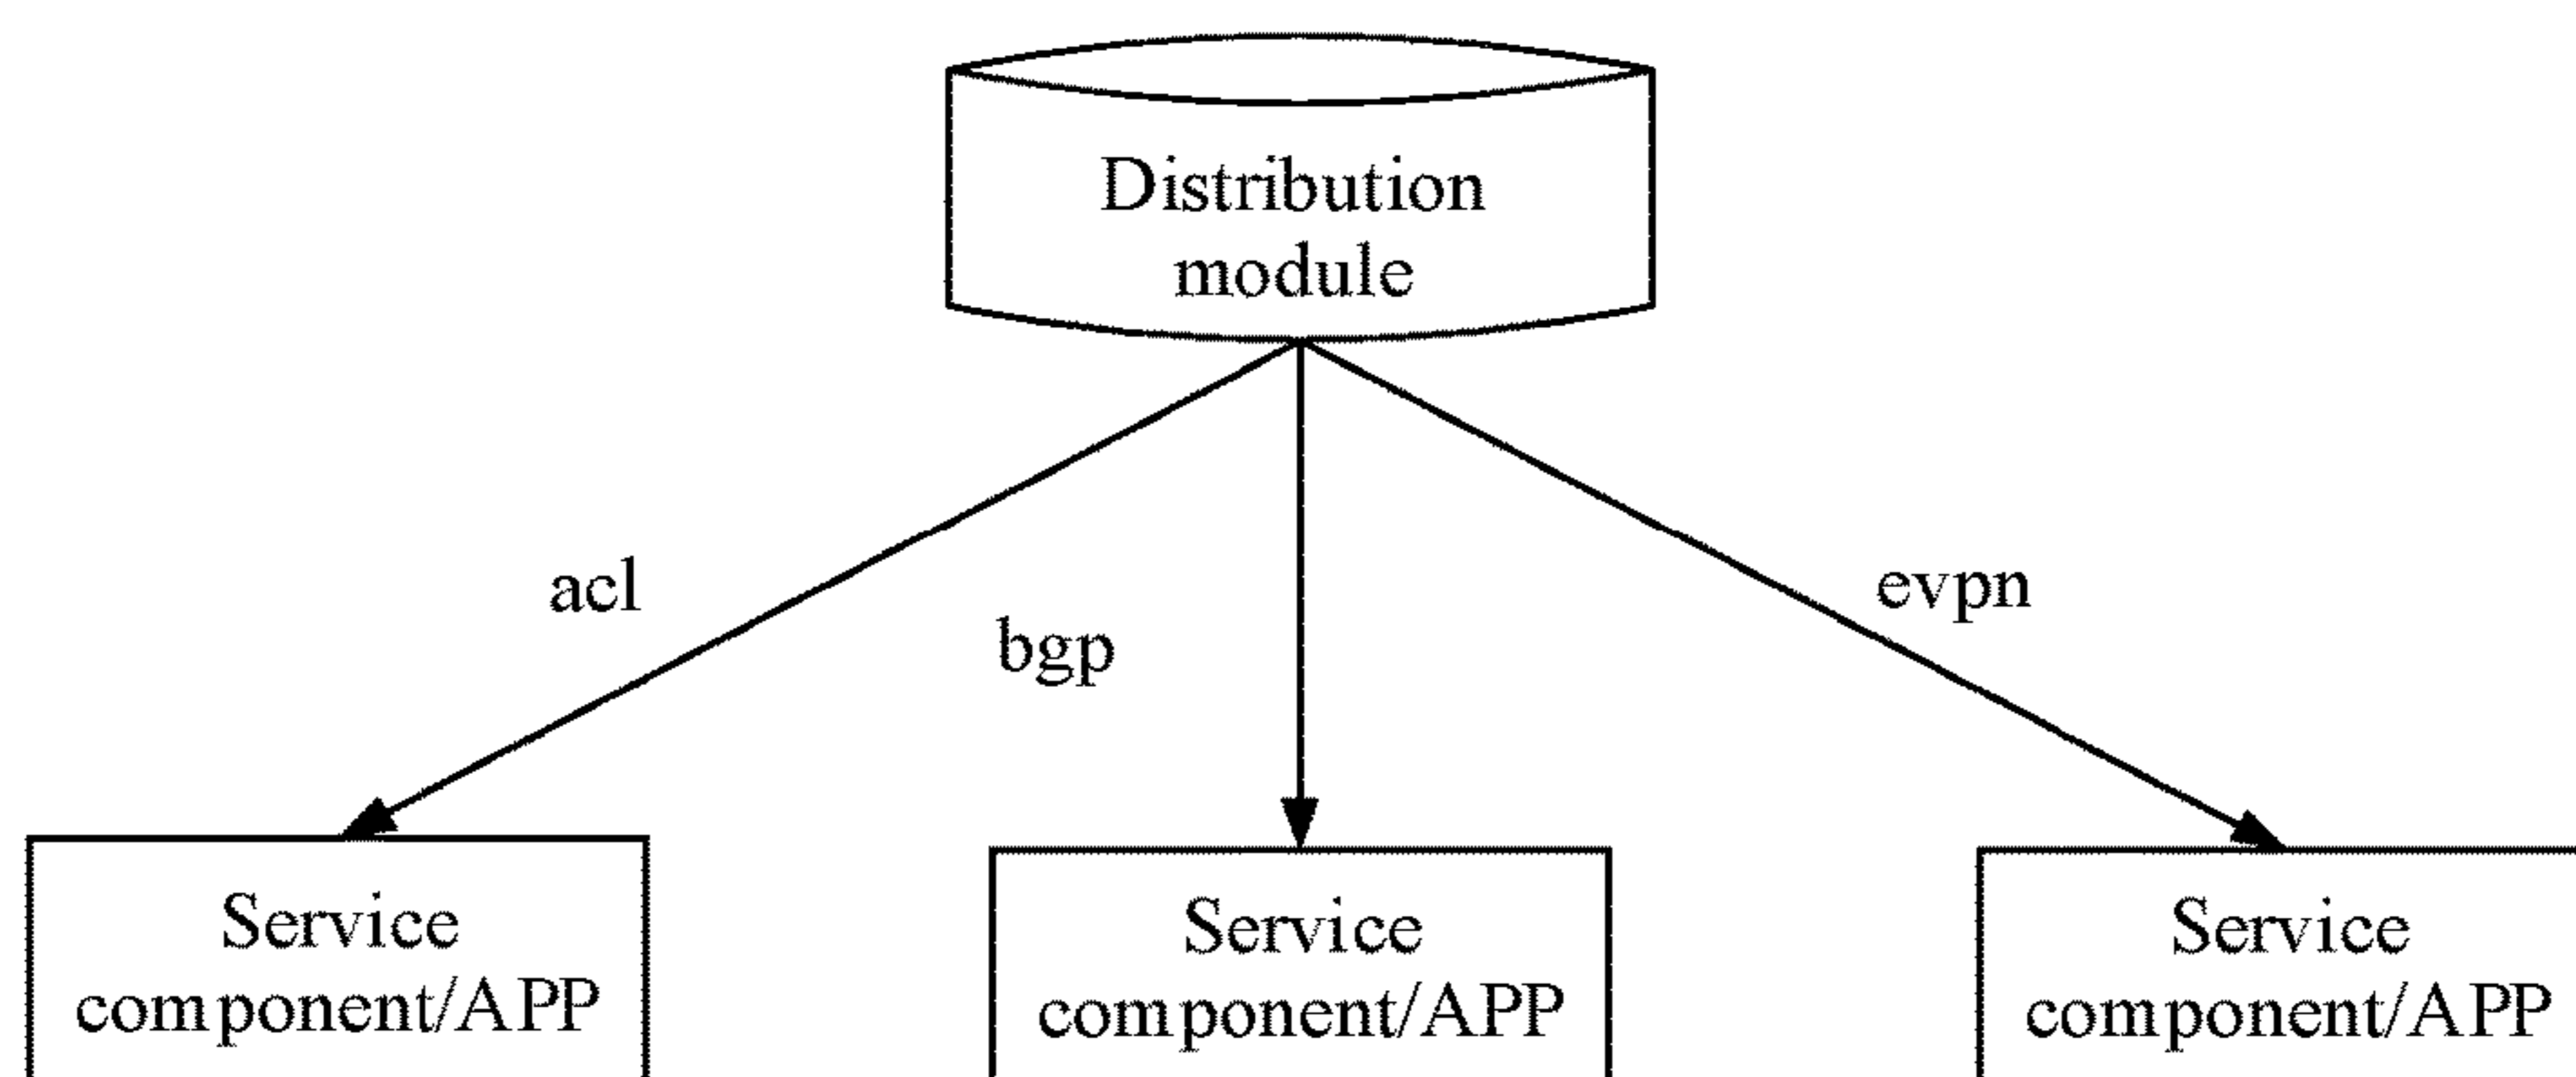 Distribution
module
acl
bgp
evpn
Service
component/APP
Service
component/APP
Service
component/APP